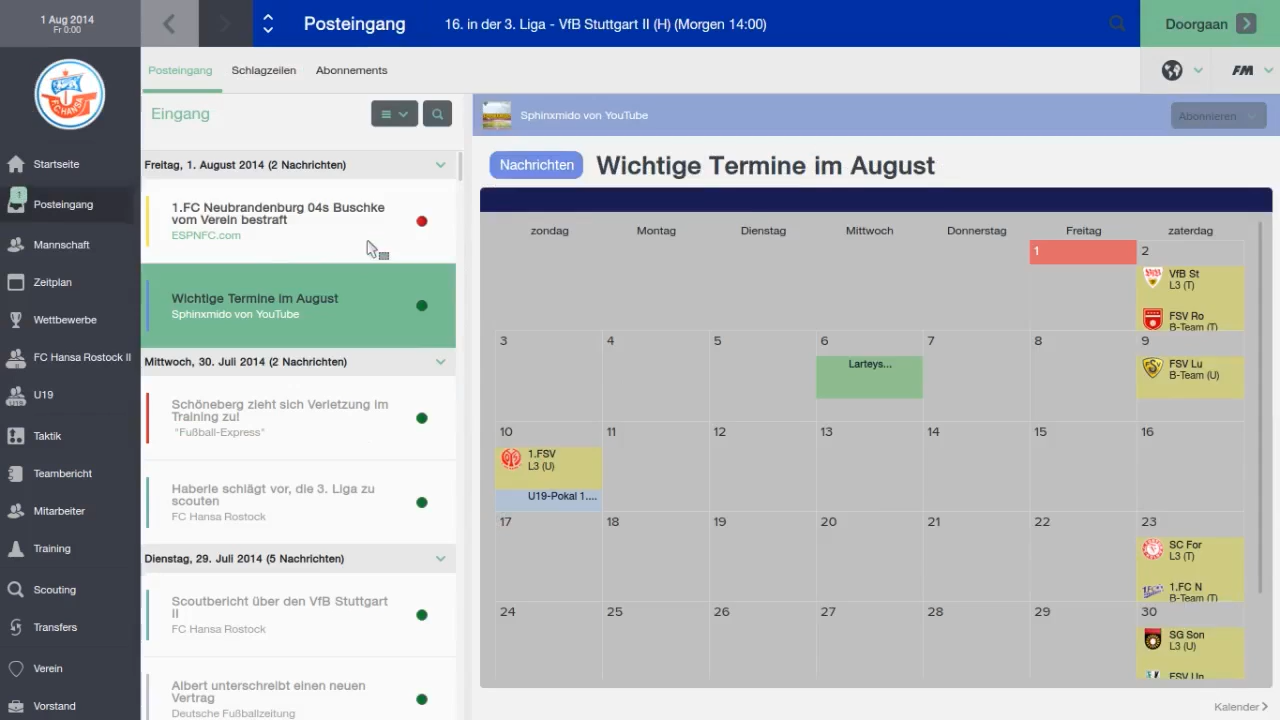 1 Aug 2014
Fr 0:00
Posteingang
16. in der 3. Liga - VfB Stuttgart II (H) (Morgen 14:00)
Doorgaan
FC HANSA
Posteingang
Schlagzeilen
Abonnements
FM
Startseite
1
Posteingang
Mannschaft
Zeitplan
Wettbewerbe
FC Hansa Rostock II
U19
Taktik
Teambericht
Mitarbeiter
Training
Scouting
Transfers
Verein
Vorstand
Eingang
Freitag, 1. August 2014 (2 Nachrichten)
1.FC Neubrandenburg 04s Buschke
vom Verein bestraft
ESPNFC.com
Wichtige Termine im August
Sphinxmido von YouTube
Mittwoch, 30. Juli 2014 (2 Nachrichten)
Schöneberg zieht sich Verletzung im
Training zu!
"Fußball-Express"
Haberle schlägt vor, die 3. Liga zu
scouten
FC Hansa Rostock
Dienstag, 29. Juli 2014 (5 Nachrichten)
Scoutbericht über den VfB Stuttgart
II
FC Hansa Rostock
Albert unterschreibt einen neuen
Vertrag
Deutsche Fußballzeitung
Sphinxmido von YouTube
Abonnieren
Nachrichten
Wichtige Termine im August
zondag Montag Dienstag Mittwoch Donnerstag Freitag zaterdag
1 2
VfB St
L3 (T)
FSV Ro
B-Team (T)
3 4 5 6 7 8 9
Larteys...
FSV Lu
B-Team (U)
10 11 12 13 14 15 16
1.FSV
L3 (U)
U19-Pokal 1....
17 18 19 20 21 22 23
SC For
L3 (T)
1.FC N
B-Team (T)
24 25 26 27 28 29 30
SG Son
L3 (U)
FSV Un
Kalender